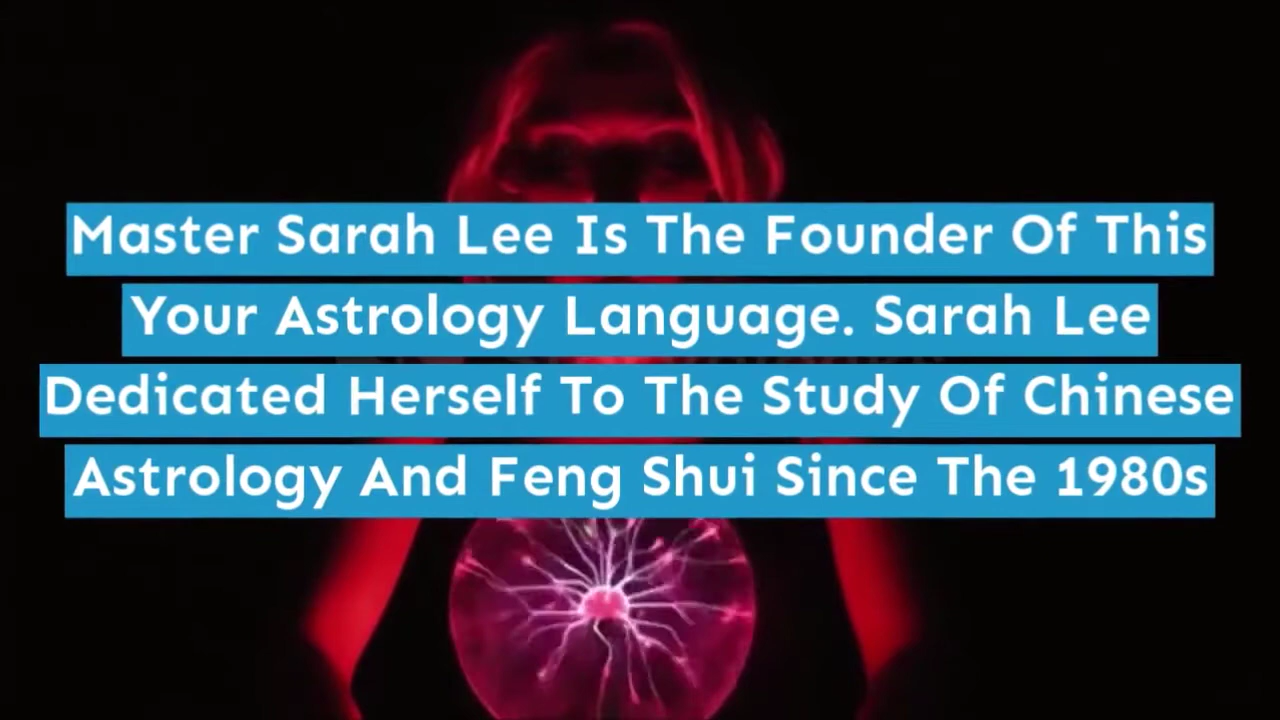 Master Sarah Lee Is The Founder Of This
Your Astrology Language. Sarah Lee
Dedicated Herself To The Study Of Chinese
Astrology And Feng Shui Since The 1980s